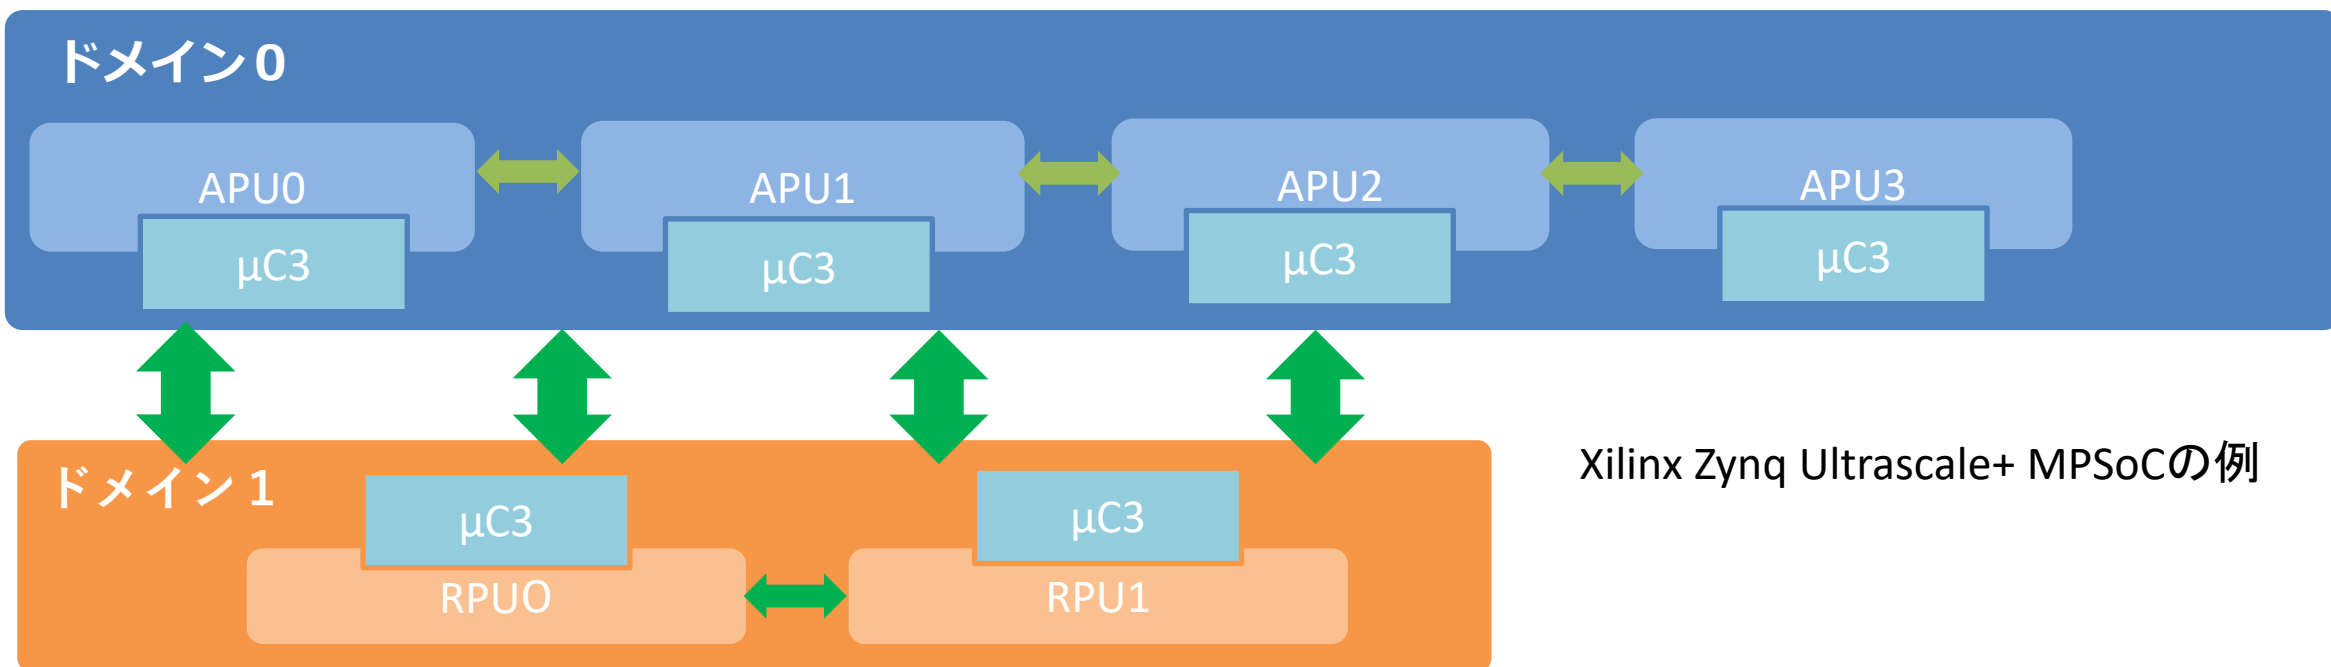 ドメイン0
APU0
APU1
APU2
APU3
μC3
μC3
μC3
μC3
ドメイン1
μC3
μC3
Xilinx Zynq Ultrascale+ MPSoCの例
RPU0
RPU1